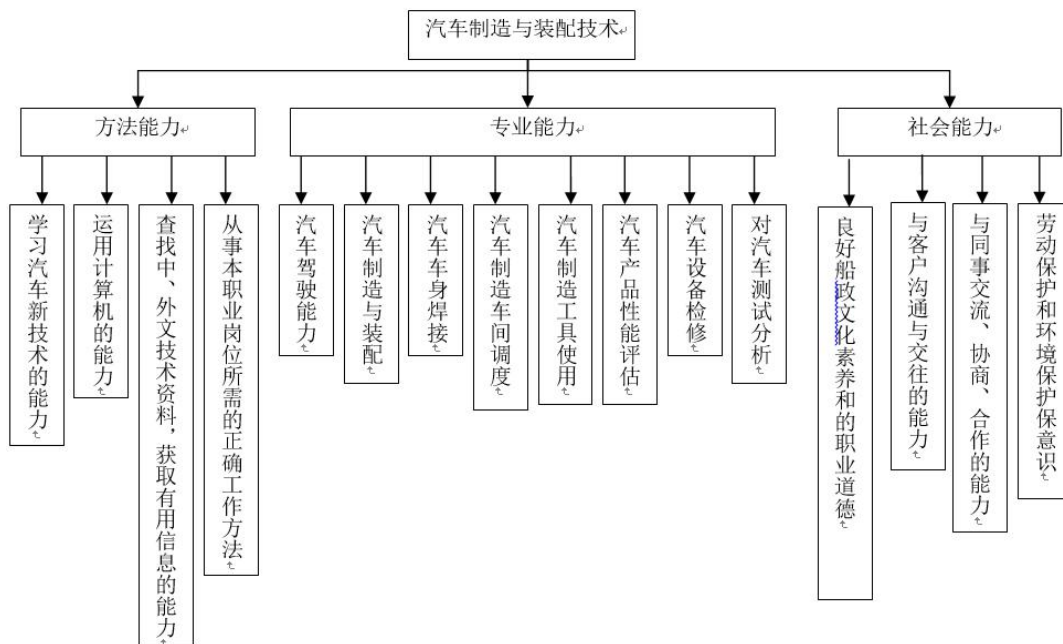 汽车制造与装配技术
方法能力
专业能力
社会能力
学习汽车新技术的能力
运用计算机的能力
查找中、外文技术资料，获取有用信息的能力
从事本职业岗位所需的正确工作方法
汽车驾驶能力
汽车制造与装配
汽车车身焊接
汽车制造车间调度
汽车制造工具使用
汽车产品性能评估
汽车设备检修
对汽车测试分析
良好船政文化素养和的职业道德
与客户沟通与交往的能力
与同事交流、协商、合作的能力
劳动保护和环境保护保意识